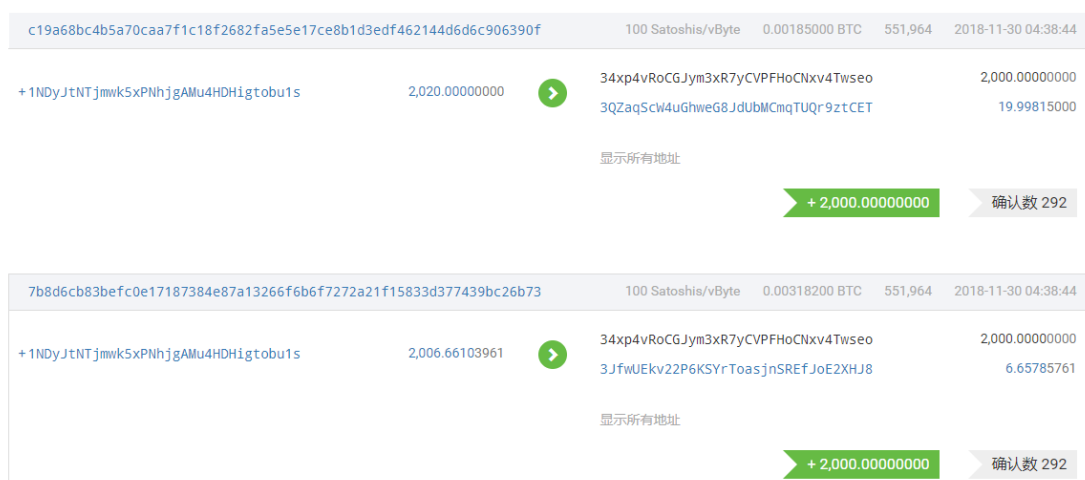 c19a68bc4b5a70caa7f1c18f2682fa5e5e17ce8b1d3edf462144d6d6c906390f 100 Satoshis/vByte 0.00185000 BTC 551,964 2018-11-30 04:38:44
+1NDyJtNTjmwk5xPNhjgAMu4HDHigtobu1s 2,020.00000000 34xp4vRoCGJym3xR7yCVPFHoCNxv4Twseo 2,000.00000000
3QZaqScW4uGhweG8JdUbMCmqTUQr9ztCET 19.99815000
显示所有地址
+ 2,000.00000000 确认数 292
7b8d6cb83befc0e17187384e87a13266f6b6f7272a21f15833d377439bc26b73 100 Satoshis/vByte 0.00318200 BTC 551,964 2018-11-30 04:38:44
+1NDyJtNTjmwk5xPNhjgAMu4HDHigtobu1s 2,006.66103961 34xp4vRoCGJym3xR7yCVPFHoCNxv4Twseo 2,000.00000000
3JfwUEkv22P6KSYrToasjnSREfJoE2XHJ8 6.65785761
显示所有地址
+ 2,000.00000000 确认数 292